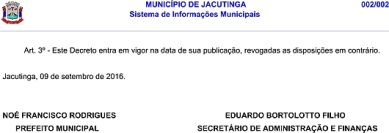 MUNICÍPIO DE JACUTINGA 002/002
Sistema de Informações Municipais
Art. 3º - Este Decreto entra em vigor na data de sua publicação, revogadas as disposições em contrário.
Jacutinga, 09 de setembro de 2016.
NOÉ FRANCISCO RODRIGUES EDUARDO BORTOLOTTO FILHO
PREFEITO MUNICIPAL SECRETÁRIO DE ADMINISTRAÇÃO E FINANÇAS